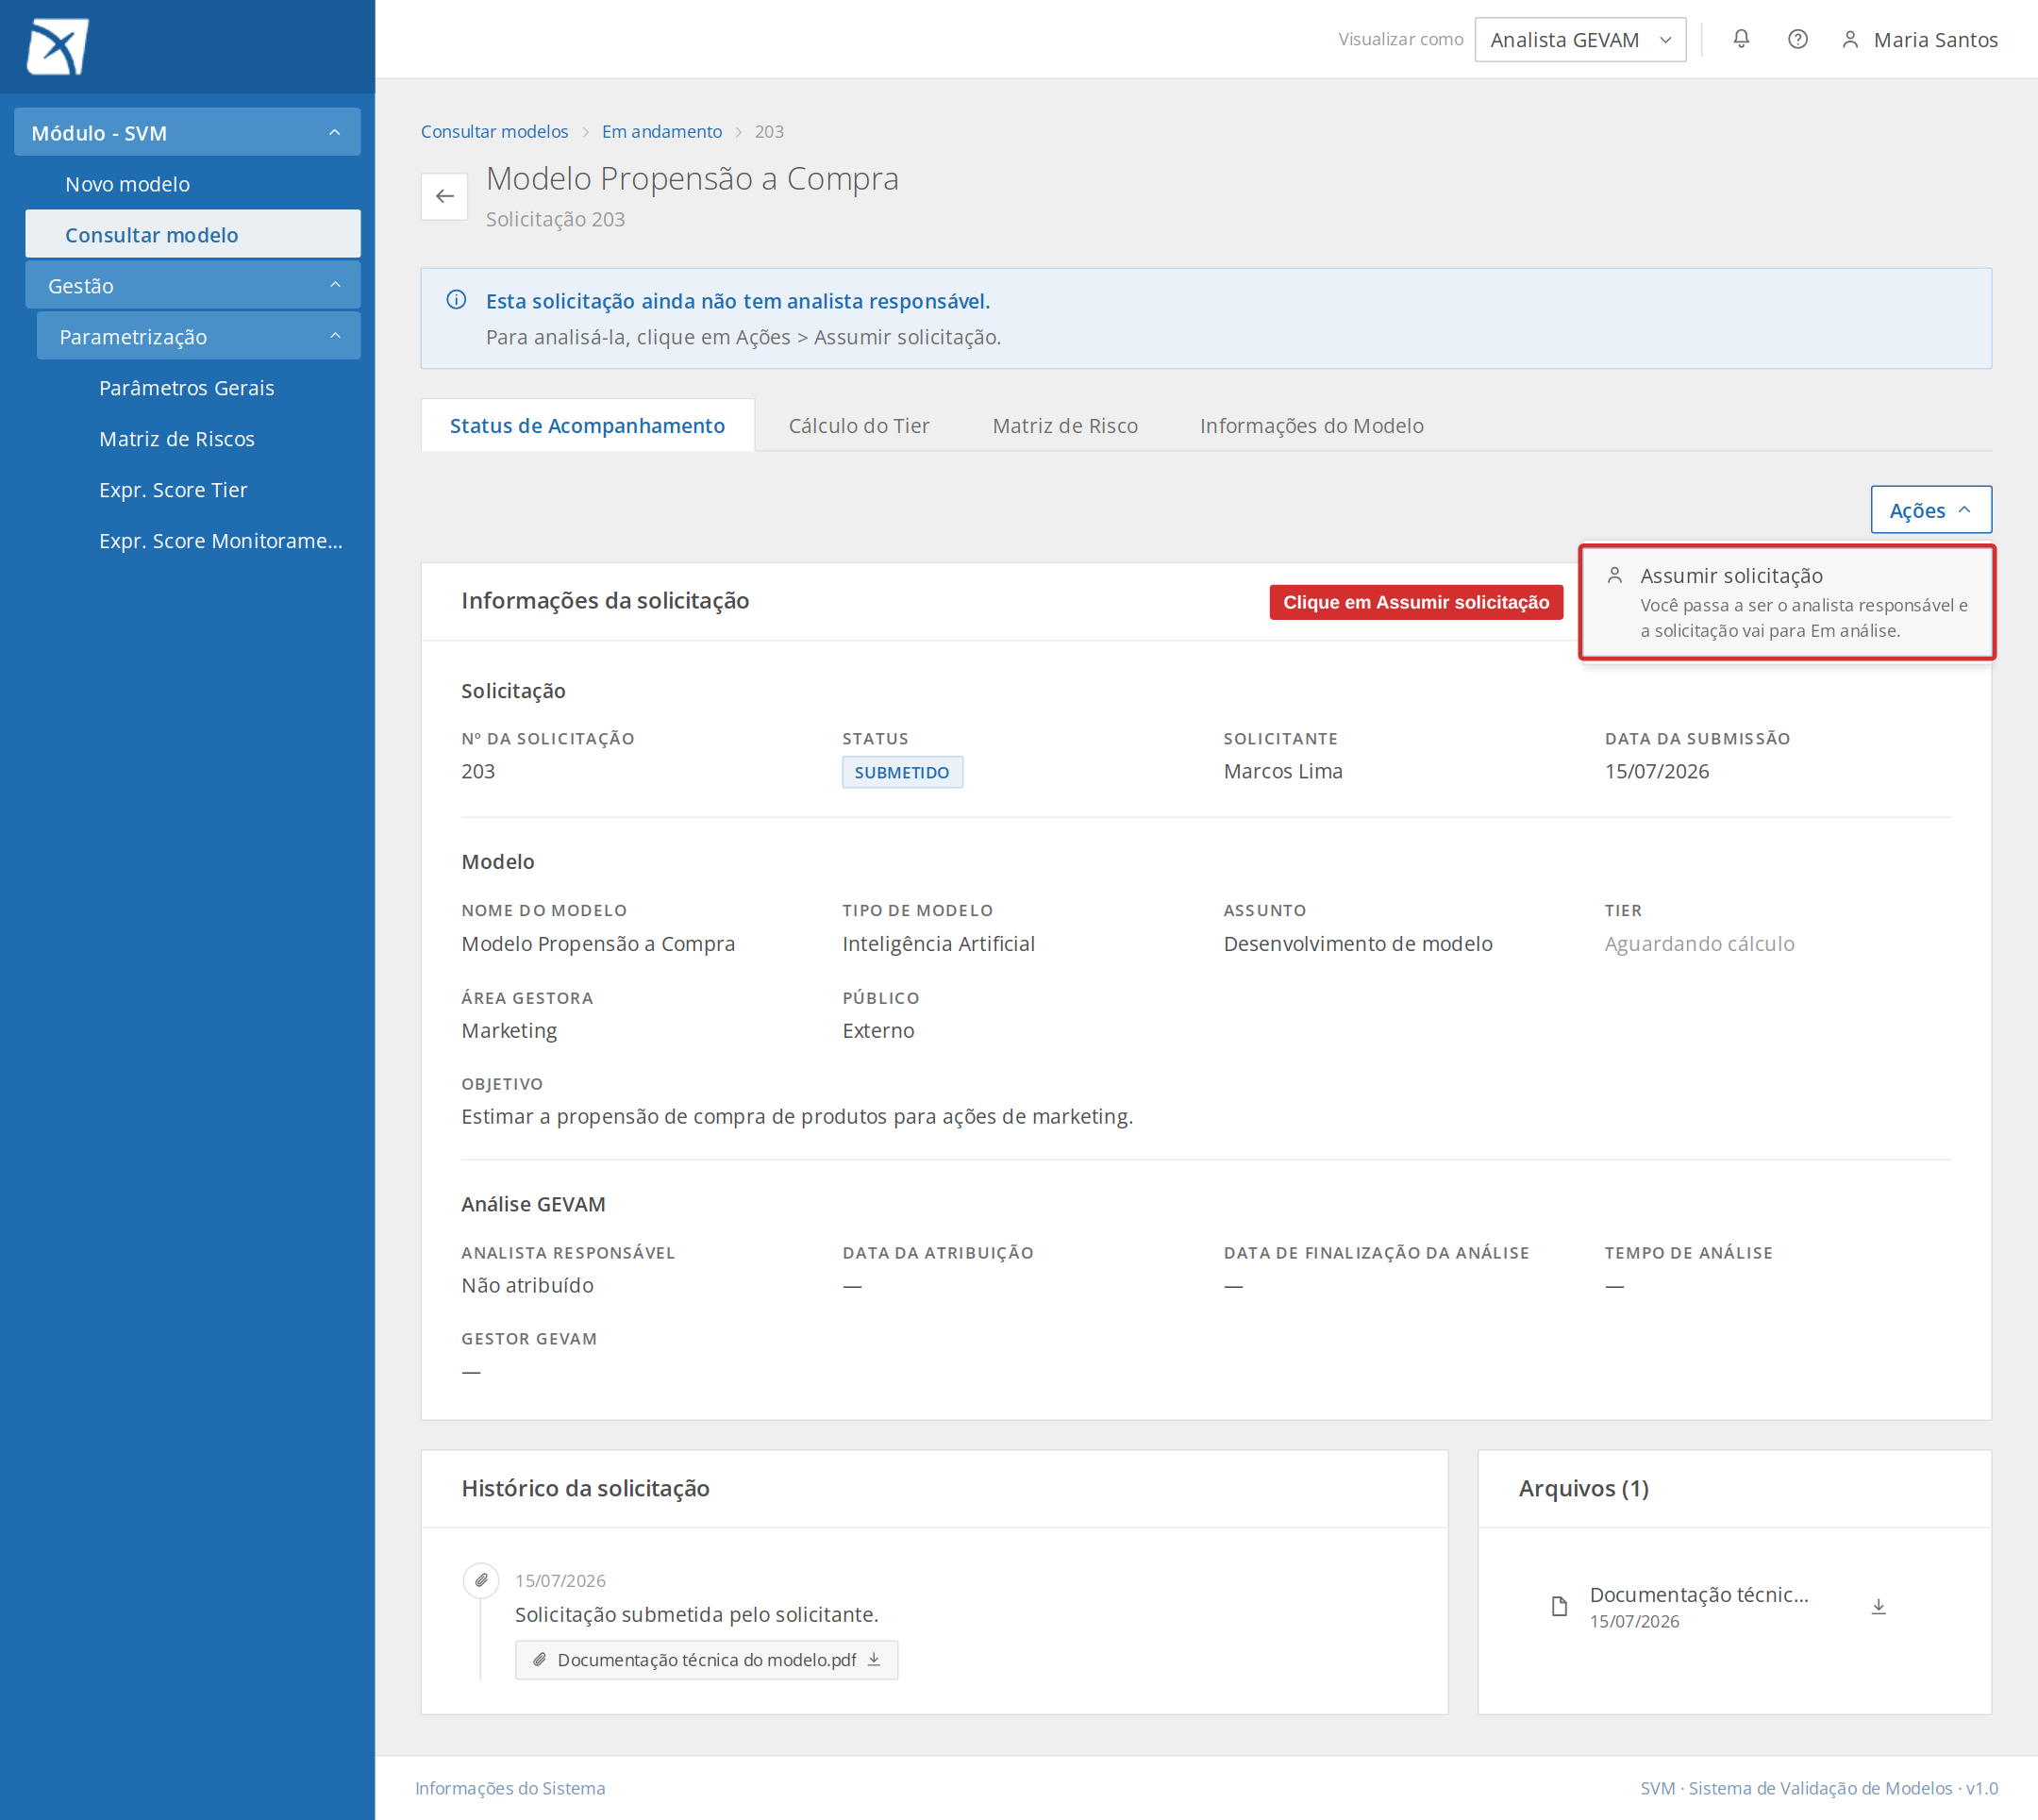 Visualizar como
Analista GEVAM
Maria Santos
Módulo - SVM
Novo modelo
Consultar modelo
Gestão
Parametrização
Parâmetros Gerais
Matriz de Riscos
Expr. Score Tier
Expr. Score Monitorame...
Consultar modelos > Em andamento > 203
Modelo Propensão a Compra
Solicitação 203
Esta solicitação ainda não tem analista responsável.
Para analisá-la, clique em Ações > Assumir solicitação.
Status de Acompanhamento
Cálculo do Tier
Matriz de Risco
Informações do Modelo
Ações
Assumir solicitação
Você passa a ser o analista responsável e
a solicitação vai para Em análise.
Clique em Assumir solicitação
Informações da solicitação
Solicitação
Nº DA SOLICITAÇÃO
203
STATUS
SUBMETIDO
SOLICITANTE
Marcos Lima
DATA DA SUBMISSÃO
15/07/2026
Modelo
NOME DO MODELO
Modelo Propensão a Compra
TIPO DE MODELO
Inteligência Artificial
ASSUNTO
Desenvolvimento de modelo
TIER
Aguardando cálculo
ÁREA GESTORA
Marketing
PÚBLICO
Externo
OBJETIVO
Estimar a propensão de compra de produtos para ações de marketing.
Análise GEVAM
ANALISTA RESPONSÁVEL
Não atribuído
DATA DA ATRIBUIÇÃO
—
DATA DE FINALIZAÇÃO DA ANÁLISE
—
TEMPO DE ANÁLISE
—
GESTOR GEVAM
—
Histórico da solicitação
15/07/2026
Solicitação submetida pelo solicitante.
Documentação técnica do modelo.pdf
Arquivos (1)
Documentação técnic...
15/07/2026
Informações do Sistema
SVM · Sistema de Validação de Modelos · v1.0